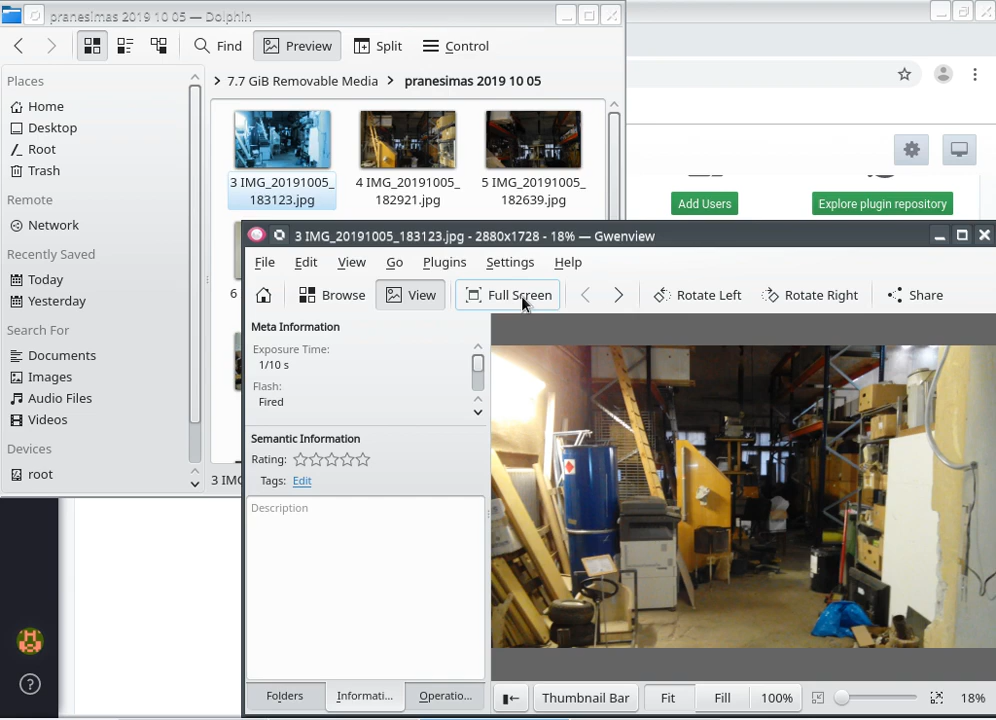 pranesimas 2019 10 05 — Dolphin
Find
Preview
Split
Control
Places
Home
Desktop
Root
Trash
Remote
Network
Recently Saved
Today
Yesterday
Search For
Documents
Images
Audio Files
Videos
Devices
root
7.7 GiB Removable Media
pranesimas 2019 10 05
3 IMG_20191005_
183123.jpg
4 IMG_20191005_
182921.jpg
5 IMG_20191005_
182639.jpg
6
3 IMG
Add Users
Explore plugin repository
3 IMG_20191005_183123.jpg - 2880x1728 - 18% — Gwenview
File Edit View Go Plugins Settings Help
Browse View Full Screen Rotate Left Rotate Right Share
Meta Information
Exposure Time:
1/10 s
Flash:
Fired
Semantic Information
Rating:
Tags: Edit
Description
Folders Informati... Operatio...
Thumbnail Bar Fit Fill 100% 18%
?